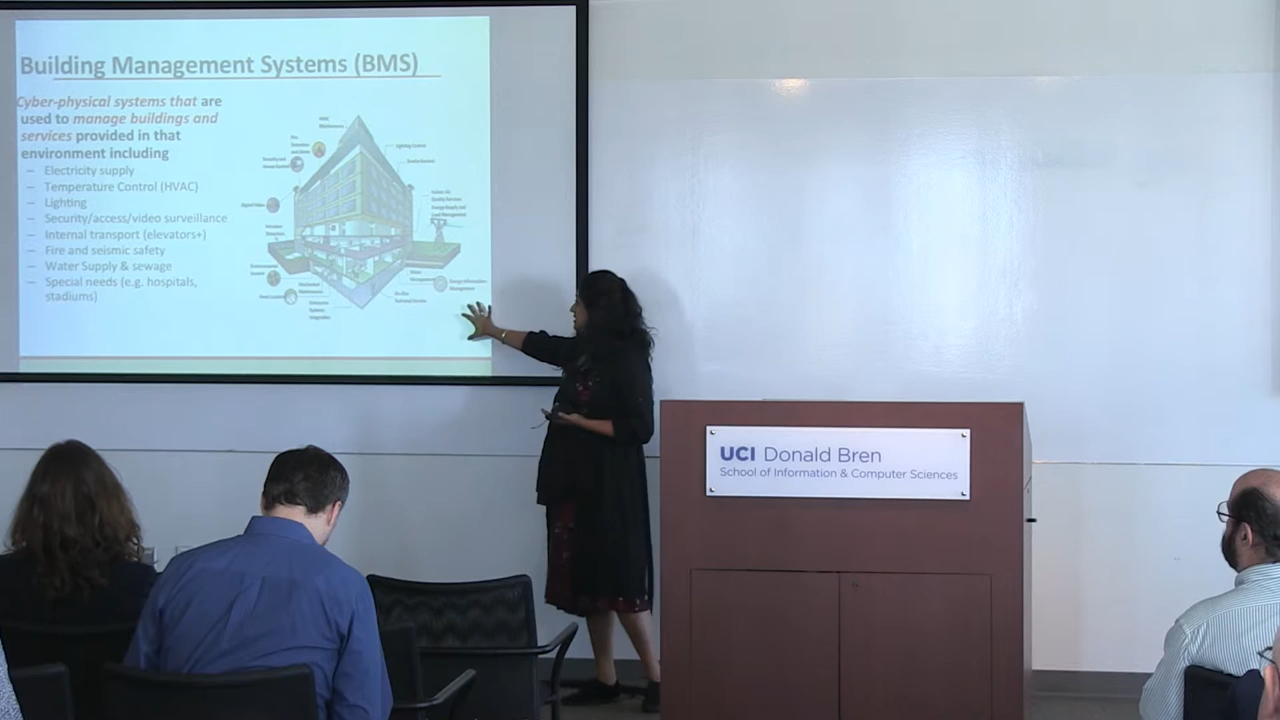 Building Management Systems (BMS)
Cyber-physical systems that are
used to manage buildings and
services provided in that
environment including
– Electricity supply
– Temperature Control (HVAC)
– Lighting
– Security/access/video surveillance
– Internal transport (elevators+)
– Fire and seismic safety
– Water Supply & sewage
– Special needs (e.g. hospitals,
stadiums)
Lighting Control
UCI Donald Bren
School of Information & Computer Sciences